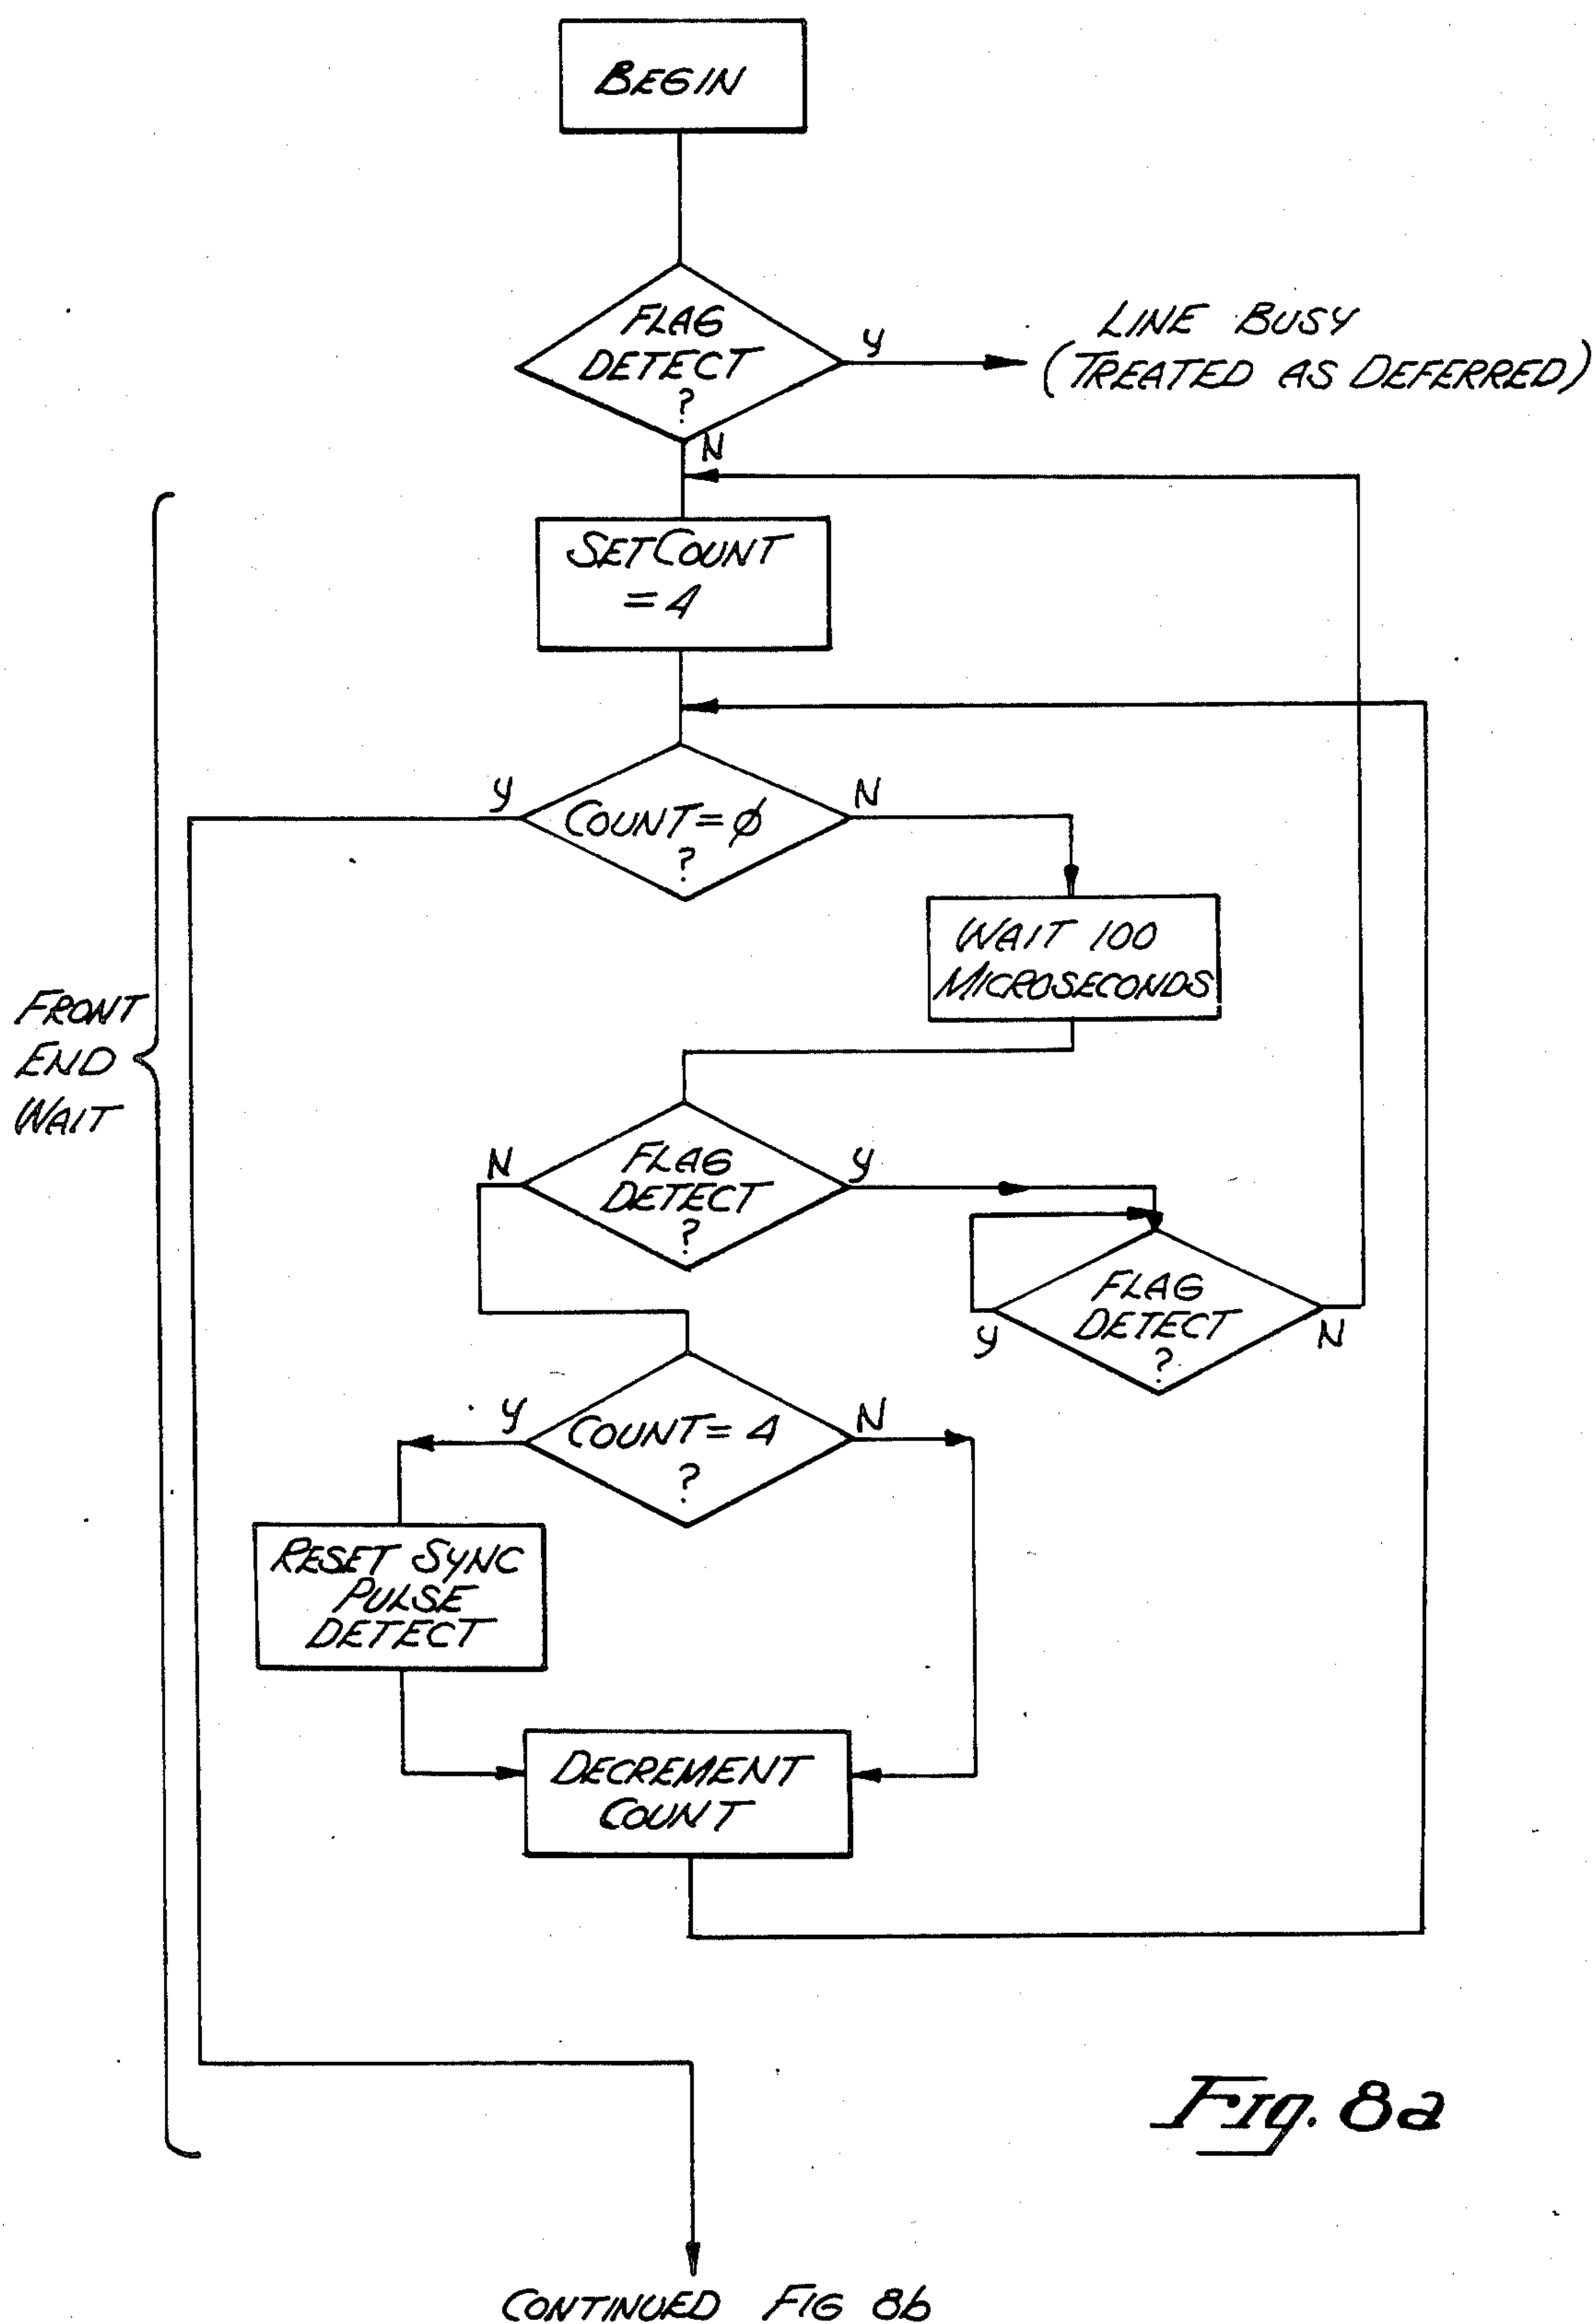 BEGIN
FLAG
DETECT
?
Y
LINE BUSY
(TREATED AS DEFERRED)
N
SET COUNT
= 4
Y
COUNT = Ø
?
N
WAIT 100
MICROSECONDS
FRONT
END
WAIT
N
FLAG
DETECT
?
Y
FLAG
DETECT
?
Y
N
Y
COUNT = 4
?
N
RESET SYNC
PULSE
DETECT
DECREMENT
COUNT
Fig. 8a
CONTINUED FIG 8b